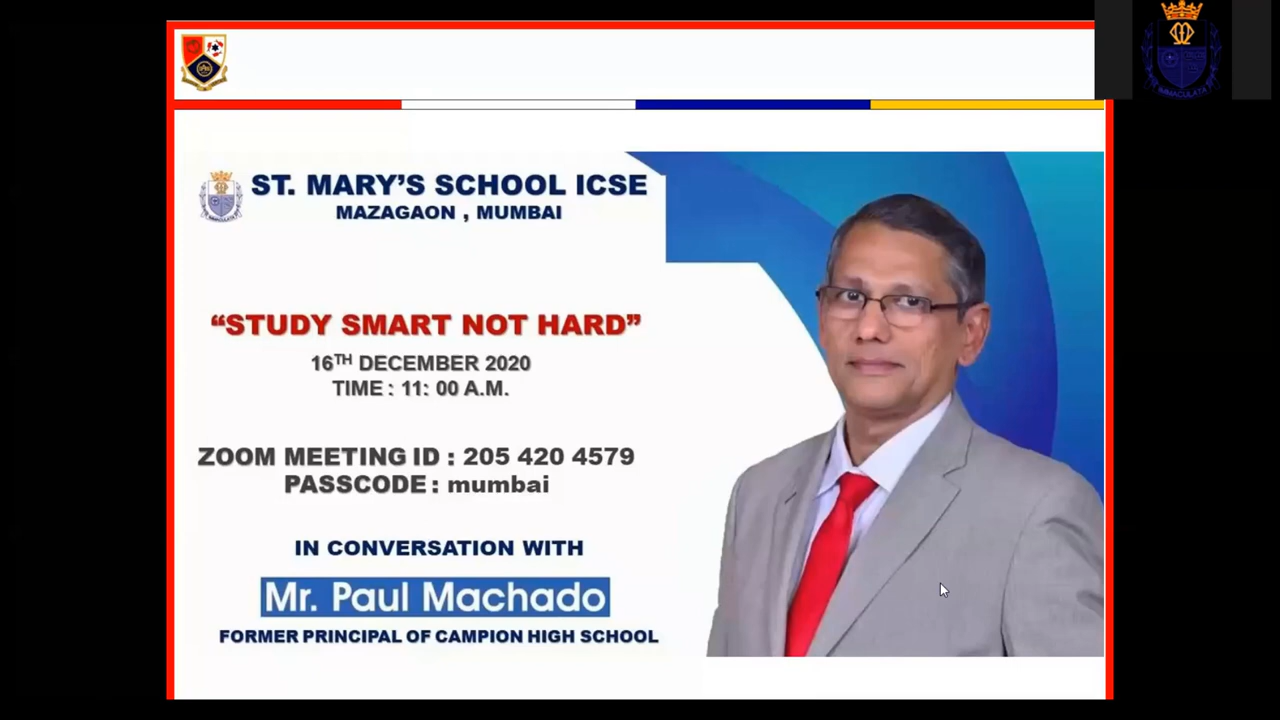 ST. MARY'S SCHOOL ICSE
MAZAGAON , MUMBAI
“STUDY SMART NOT HARD”
16TH DECEMBER 2020
TIME : 11: 00 A.M.
ZOOM MEETING ID : 205 420 4579
PASSCODE : mumbai
IN CONVERSATION WITH
Mr. Paul Machado
FORMER PRINCIPAL OF CAMPION HIGH SCHOOL
IMMACULATA